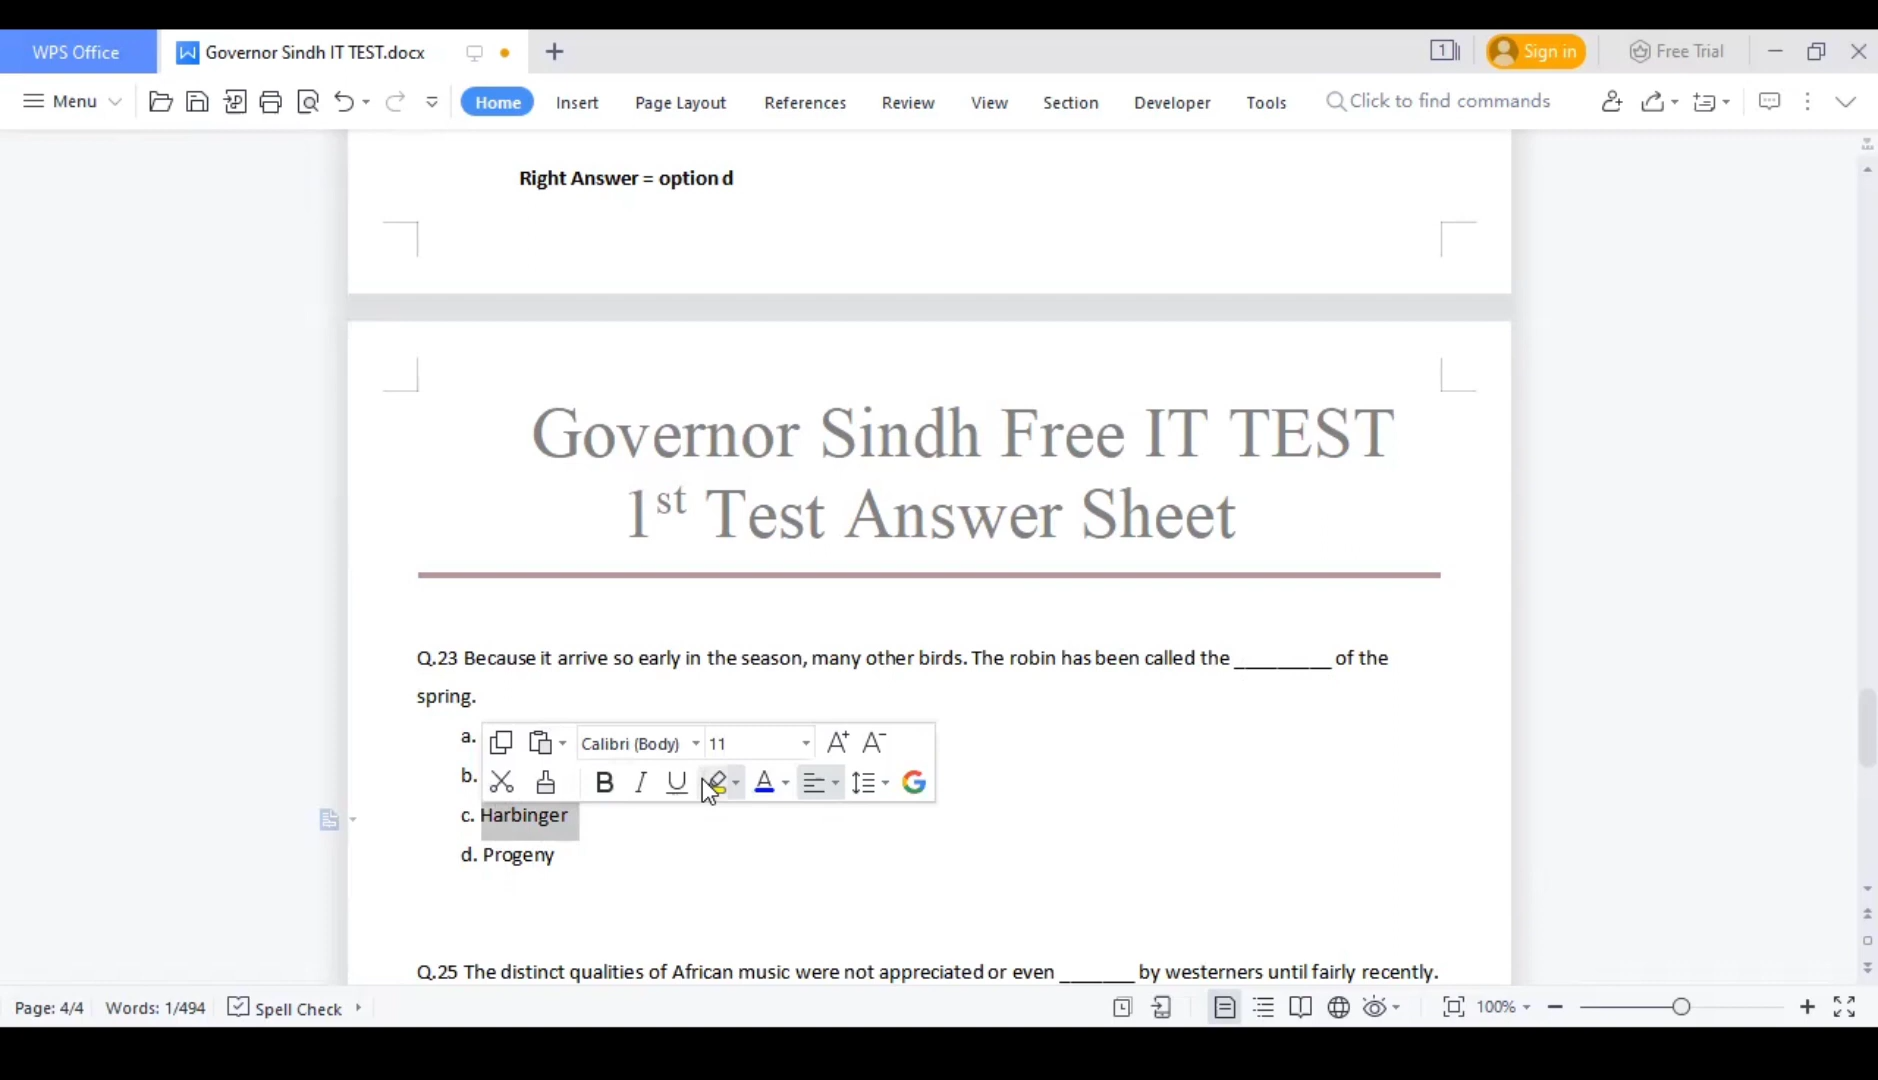 WPS Office
Governor Sindh IT TEST.docx
1
Sign in
Free Trial
Menu
Home
Insert
Page Layout
References
Review
View
Section
Developer
Tools
Click to find commands
Right Answer = option d
Governor Sindh Free IT TEST
1st Test Answer Sheet
Q.23 Because it arrive so early in the season, many other birds. The robin has been called the _________ of the
spring.
a.
Calibri (Body)
11
A+
A-
b.
B
I
U
A
G
c. Harbinger
d. Progeny
Q.25 The distinct qualities of African music were not appreciated or even _______ by westerners until fairly recently.
Page: 4/4
Words: 1/494
Spell Check
100%